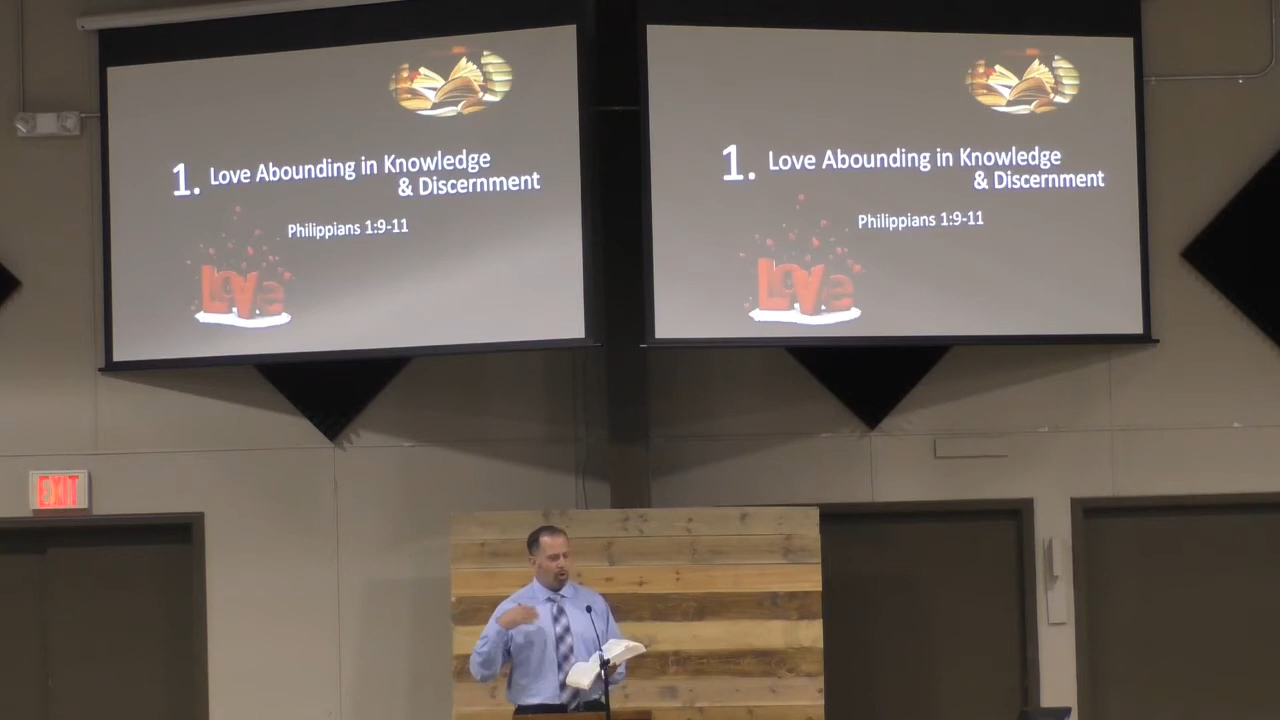 1. Love Abounding in Knowledge
& Discernment
Philippians 1:9-11
Love
1. Love Abounding in Knowledge
& Discernment
Philippians 1:9-11
Love
EXIT